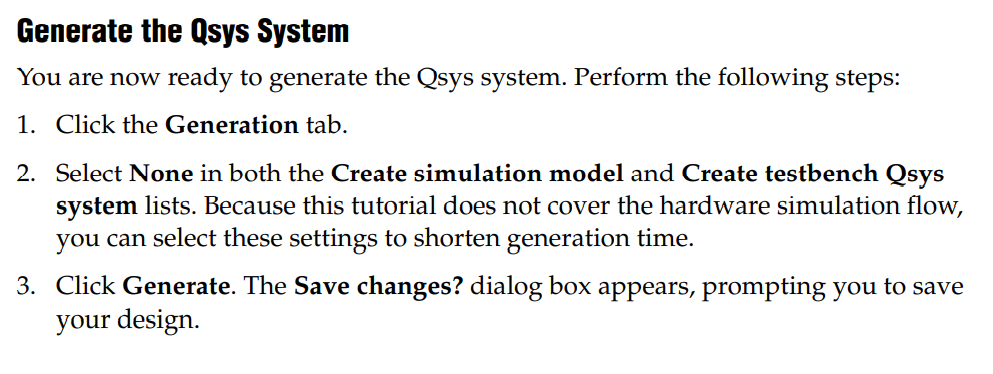 Generate the Qsys System
You are now ready to generate the Qsys system. Perform the following steps:
1. Click the Generation tab.
2. Select None in both the Create simulation model and Create testbench Qsys
system lists. Because this tutorial does not cover the hardware simulation flow,
you can select these settings to shorten generation time.
3. Click Generate. The Save changes? dialog box appears, prompting you to save
your design.